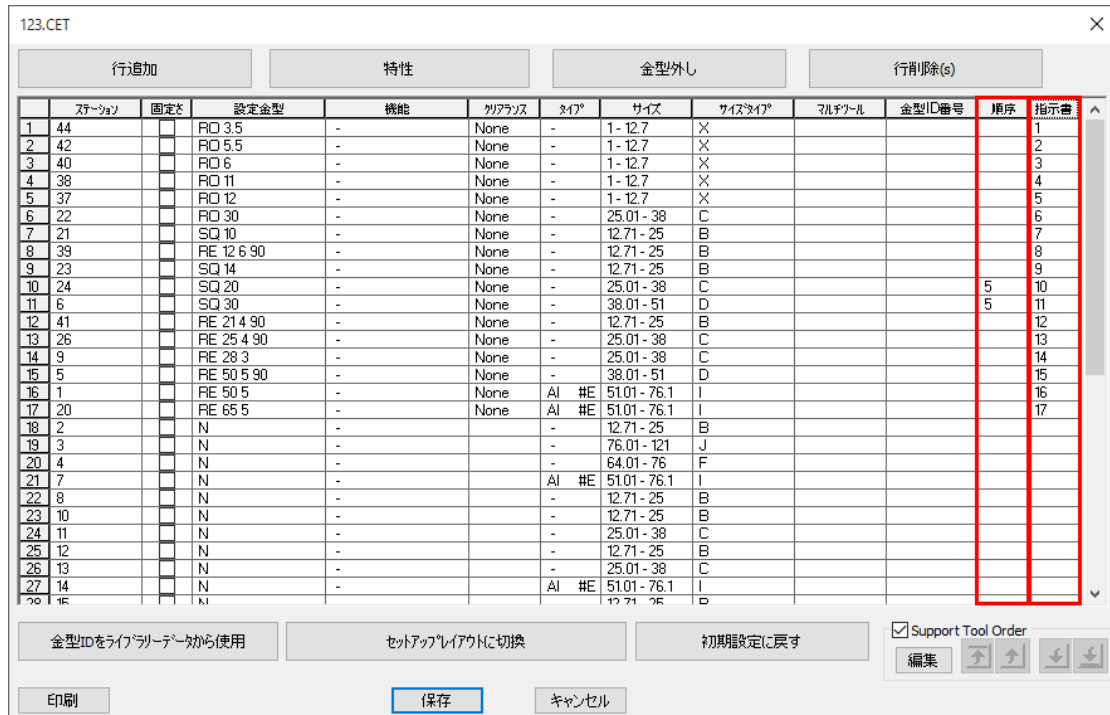 123.CET
行追加 特性 金型外し 行削除(s)
ステーション 固定さ 設定金型 機能 クリアランス タイプ サイズ サイズタイプ マルチツール 金型ID番号 順序 指示書
1 44 RO 3.5 - None - 1 - 12.7 X 1
2 42 RO 5.5 - None - 1 - 12.7 X 2
3 40 RO 6 - None - 1 - 12.7 X 3
4 38 RO 11 - None - 1 - 12.7 X 4
5 37 RO 12 - None - 1 - 12.7 X 5
6 22 RO 30 - None - 25.01 - 38 C 6
7 21 SQ 10 - None - 12.71 - 25 B 7
8 39 RE 12 6 90 - None - 12.71 - 25 B 8
9 23 SQ 14 - None - 12.71 - 25 B 9
10 24 SQ 20 - None - 25.01 - 38 C 5 10
11 6 SQ 30 - None - 38.01 - 51 D 5 11
12 41 RE 21 4 90 - None - 12.71 - 25 B 12
13 26 RE 25 4 90 - None - 25.01 - 38 C 13
14 9 RE 28 3 - None - 25.01 - 38 C 14
15 5 RE 50 5 90 - None - 38.01 - 51 D 15
16 1 RE 50 5 - None AI #E 51.01 - 76.1 I 16
17 20 RE 65 5 - None AI #E 51.01 - 76.1 I 17
18 2 N - - 12.71 - 25 B
19 3 N - - 76.01 - 121 J
20 4 N - - 64.01 - 76 F
21 7 N - AI #E 51.01 - 76.1 I
22 8 N - - 12.71 - 25 B
23 10 N - - 12.71 - 25 B
24 11 N - - 25.01 - 38 C
25 12 N - - 12.71 - 25 B
26 13 N - - 25.01 - 38 C
27 14 N - AI #E 51.01 - 76.1 I
28 15 N 12.71 - 25 B
金型IDをライブラリーデータから使用 セットアップレイアウトに切換 初期設定に戻す Support Tool Order
編集
印刷 保存 キャンセル